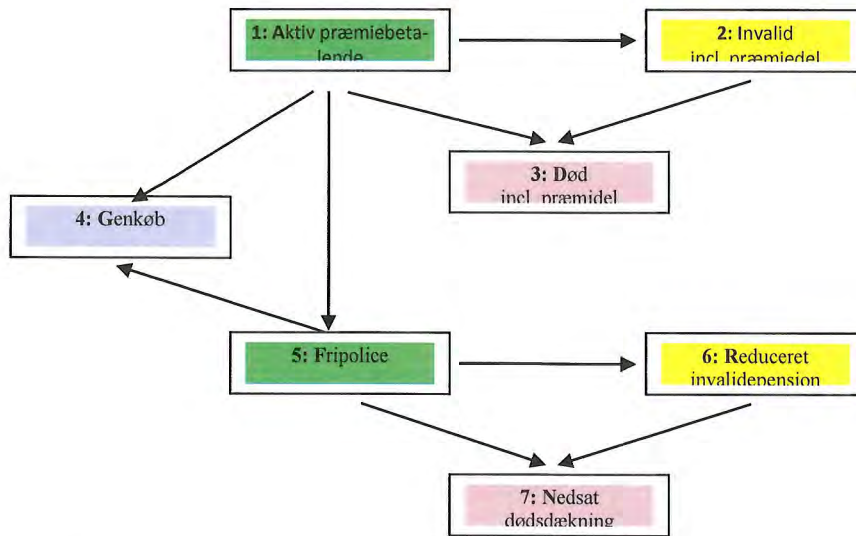 1: Aktiv præmiebeta-
lende
2: Invalid
incl. præmiedel
3: Død
incl. præmidel
4: Genkøb
5: Fripolice
6: Reduceret
invalidepension
7: Nedsat
dødsdækning